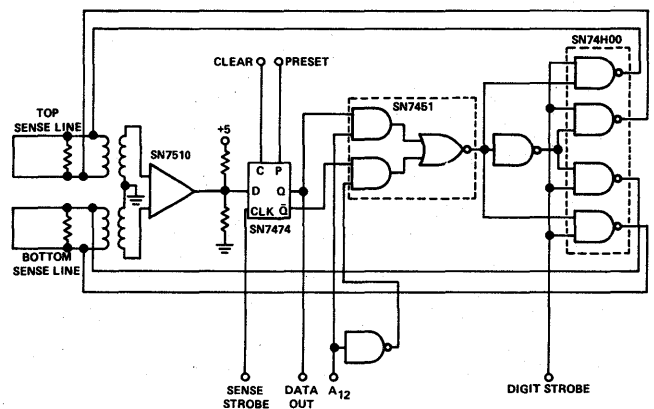 SN74H00
CLEAR
PRESET
SN7451
TOP
SENSE LINE
+5
SN7510
C P
D Q
CLK Q̅
SN7474
BOTTOM
SENSE LINE
SENSE
STROBE
DATA
OUT
A₁₂
DIGIT STROBE